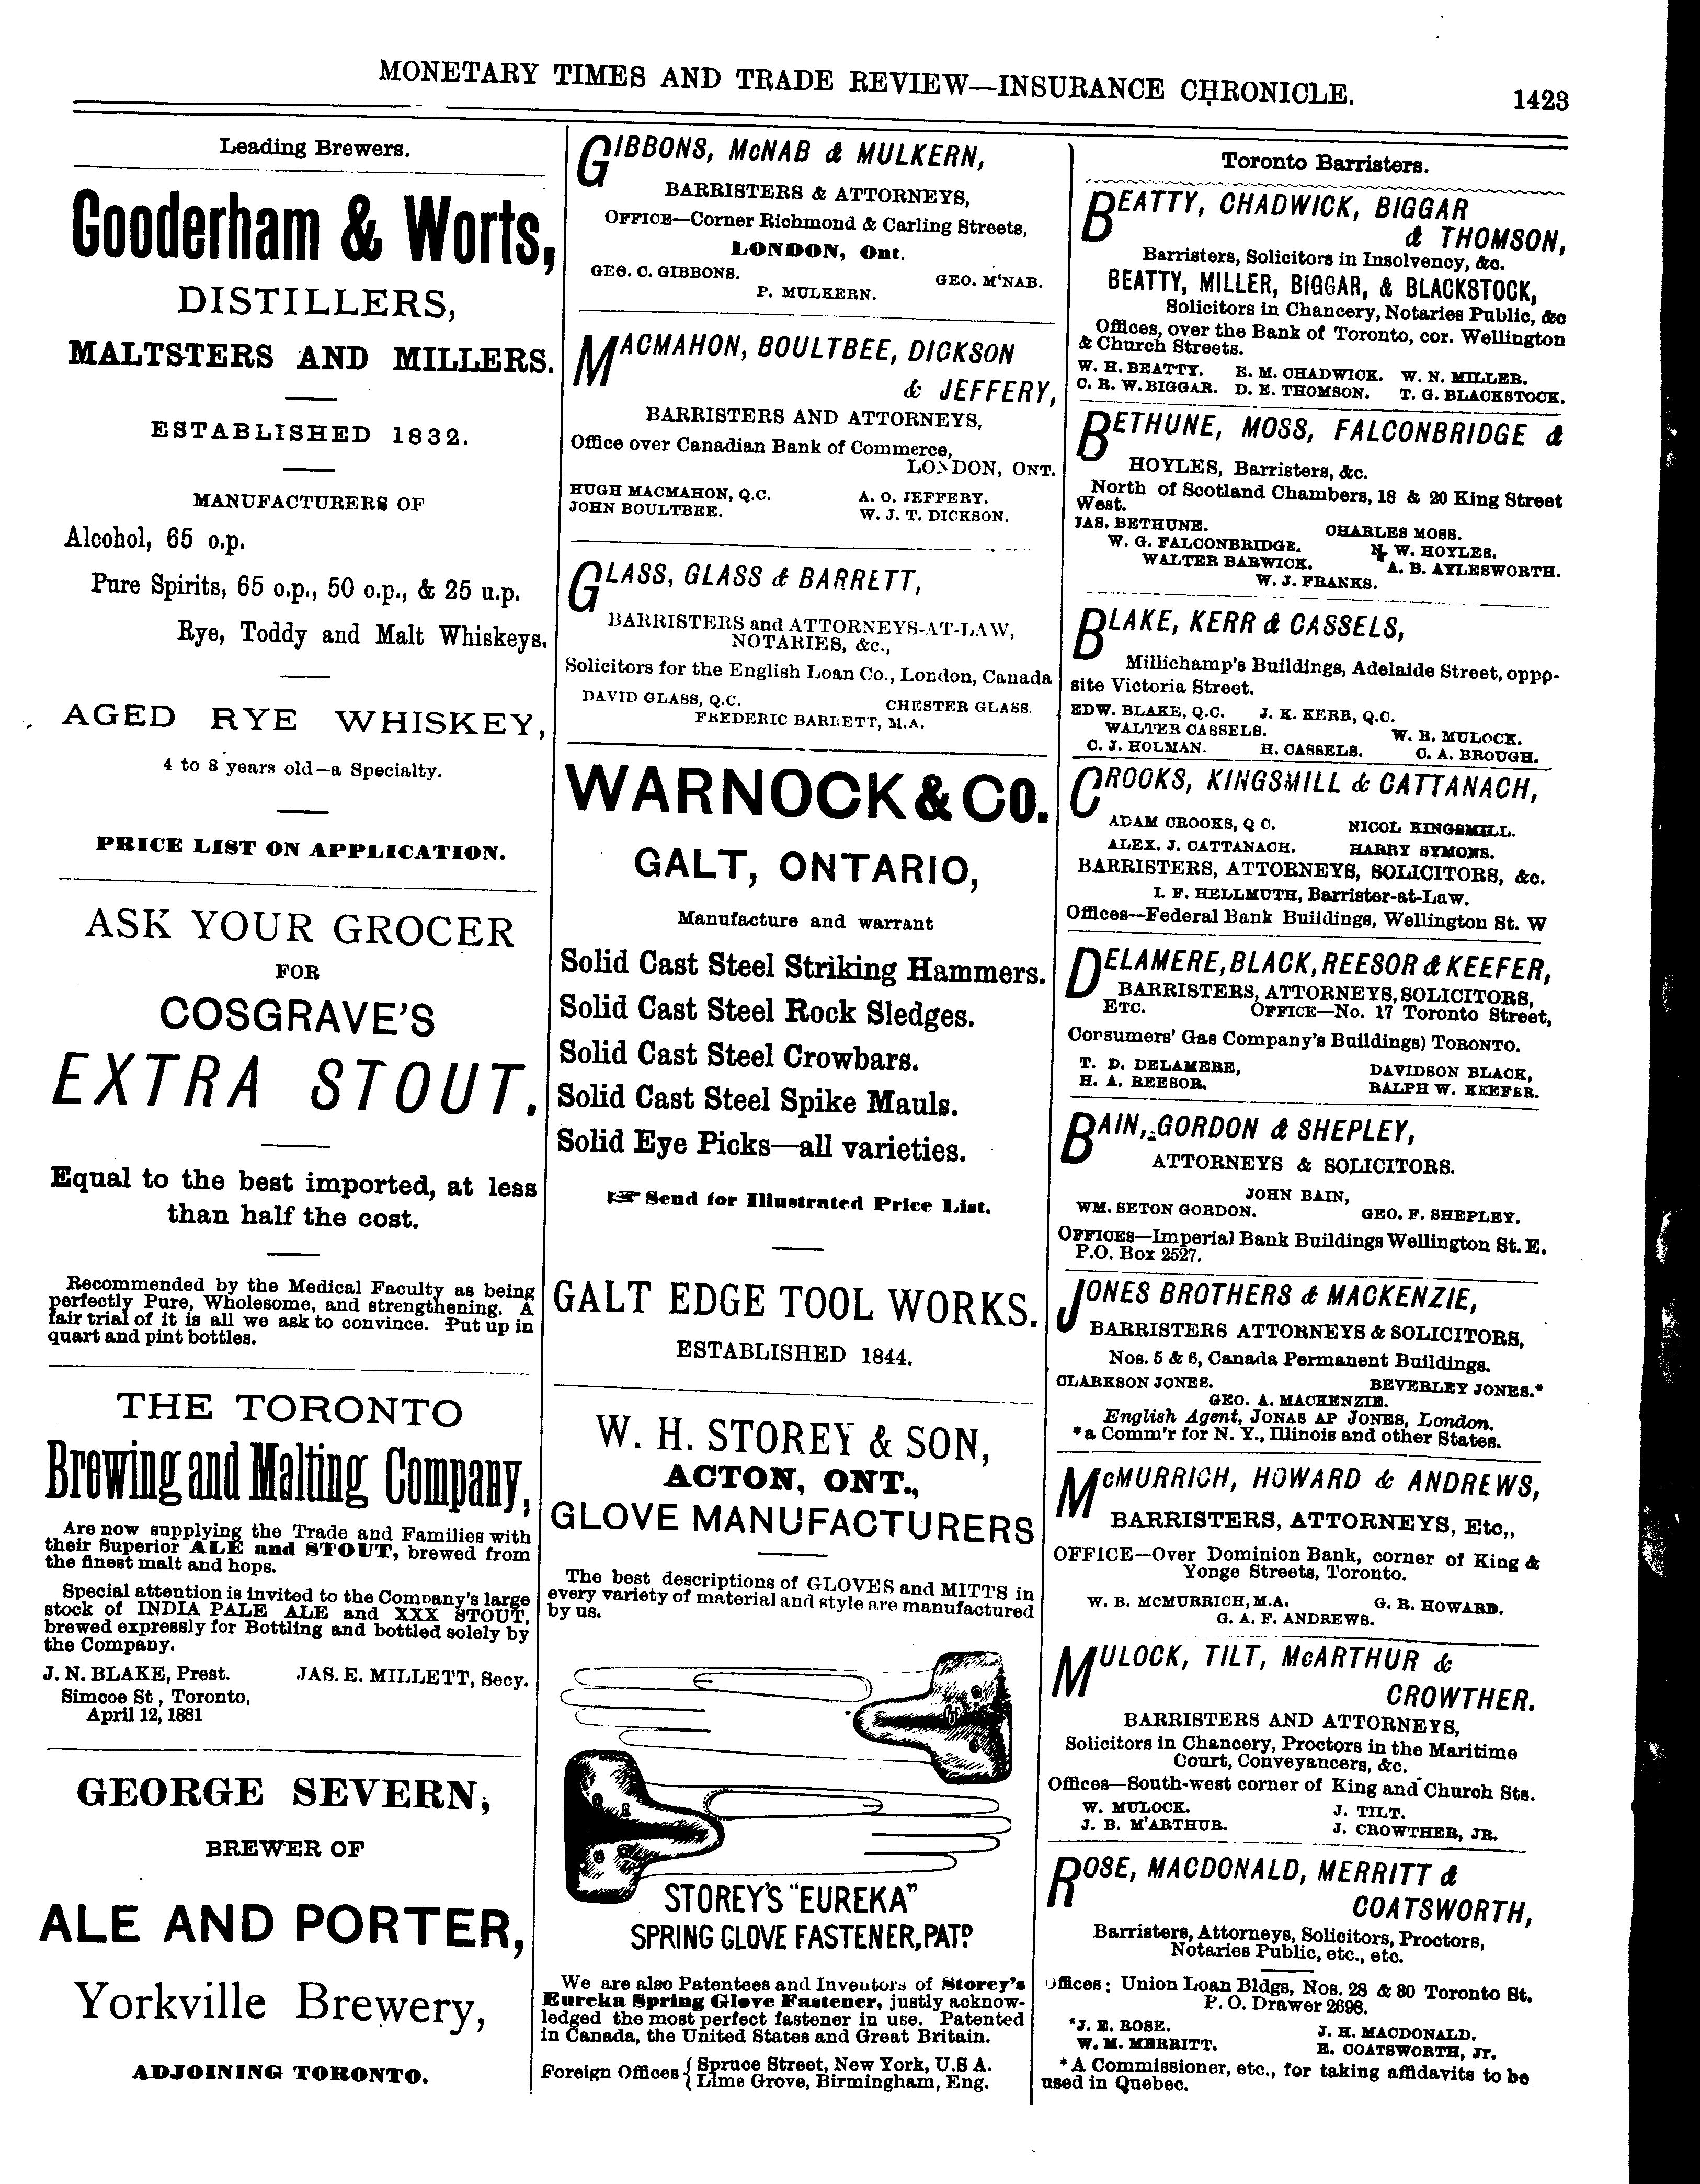 MONETARY TIMES AND TRADE REVIEW—INSURANCE CHRONICLE.
1423
Leading Brewers.
Gooderham & Worts,
DISTILLERS,
MALTSTERS AND MILLERS.
ESTABLISHED 1832.
MANUFACTURERS OF
Alcohol, 65 o.p.
Pure Spirits, 65 o.p., 50 o.p., & 25 u.p.
Rye, Toddy and Malt Whiskeys.
AGED RYE WHISKEY,
4 to 8 years old—a Specialty.
PRICE LIST ON APPLICATION.
ASK YOUR GROCER
FOR
COSGRAVE'S
EXTRA STOUT.
Equal to the best imported, at less
than half the cost.
Recommended by the Medical Faculty as being
perfectly Pure, Wholesome, and strengthening. A
fair trial of it is all we ask to convince. Put up in
quart and pint bottles.
THE TORONTO
Brewing and Malting Company,
Are now supplying the Trade and Families with
their Superior ALE and STOUT, brewed from
the finest malt and hops.
Special attention is invited to the Company's large
stock of INDIA PALE ALE and XXX STOUT,
brewed expressly for Bottling and bottled solely by
the Company.
J. N. BLAKE, Prest. JAS. E. MILLETT, Secy.
Simcoe St, Toronto,
April 12, 1881
GEORGE SEVERN,
BREWER OF
ALE AND PORTER,
Yorkville Brewery,
ADJOINING TORONTO.
GIBBONS, McNAB & MULKERN,
BARRISTERS & ATTORNEYS,
OFFICE—Corner Richmond & Carling Streets,
LONDON, Ont.
GEO. C. GIBBONS. GEO. M'NAB.
P. MULKERN.
MACMAHON, BOULTBEE, DICKSON
& JEFFERY,
BARRISTERS AND ATTORNEYS,
Office over Canadian Bank of Commerce,
LONDON, ONT.
HUGH MACMAHON, Q.C. A. O. JEFFERY.
JOHN BOULTBEE. W. J. T. DICKSON.
GLASS, GLASS & BARRETT,
BARRISTERS and ATTORNEYS-AT-LAW,
NOTARIES, &c.,
Solicitors for the English Loan Co., London, Canada
DAVID GLASS, Q.C. CHESTER GLASS.
FREDERIC BARRETT, M.A.
WARNOCK & CO.
GALT, ONTARIO,
Manufacture and warrant
Solid Cast Steel Striking Hammers.
Solid Cast Steel Rock Sledges.
Solid Cast Steel Crowbars.
Solid Cast Steel Spike Mauls.
Solid Eye Picks—all varieties.
☞ Send for Illustrated Price List.
GALT EDGE TOOL WORKS.
ESTABLISHED 1844.
W. H. STOREY & SON,
ACTON, ONT.,
GLOVE MANUFACTURERS
The best descriptions of GLOVES and MITTS in
every variety of material and style are manufactured
by us.
STOREY'S "EUREKA"
SPRING GLOVE FASTENER, PATD.
We are also Patentees and Inventors of Storey's
Eureka Spring Glove Fastener, justly acknow-
ledged the most perfect fastener in use. Patented
in Canada, the United States and Great Britain.
Foreign Offices { Spruce Street, New York, U.S A.
{ Lime Grove, Birmingham, Eng.
Toronto Barristers.
BEATTY, CHADWICK, BIGGAR
& THOMSON,
Barristers, Solicitors in Insolvency, &c.
BEATTY, MILLER, BIGGAR, & BLACKSTOCK,
Solicitors in Chancery, Notaries Public, &c
Offices, over the Bank of Toronto, cor. Wellington
& Church Streets.
W. H. BEATTY. E. M. CHADWICK. W. N. MILLER.
C. R. W. BIGGAR. D. E. THOMSON. T. G. BLACKSTOCK.
BETHUNE, MOSS, FALCONBRIDGE &
HOYLES, Barristers, &c.
North of Scotland Chambers, 18 & 20 King Street
West.
JAS. BETHUNE. CHARLES MOSS.
W. G. FALCONBRIDGE. N. W. HOYLES.
WALTER BARWICK. A. B. AYLESWORTH.
W. J. FRANKS.
BLAKE, KERR & CASSELS,
Millichamp's Buildings, Adelaide Street, oppo-
site Victoria Street.
EDW. BLAKE, Q.C. J. K. KERR, Q.C.
WALTER CASSELS. W. R. MULOCK.
C. J. HOLMAN. H. CASSELS. C. A. BROUGH.
CROOKS, KINGSMILL & CATTANACH,
ADAM CROOKS, Q C. NICOL KINGSMILL.
ALEX. J. CATTANACH. HARRY SYMONS.
BARRISTERS, ATTORNEYS, SOLICITORS, &c.
I. F. HELLMUTH, Barrister-at-Law.
Offices—Federal Bank Buildings, Wellington St. W
DELAMERE, BLACK, REESOR & KEEFER,
BARRISTERS, ATTORNEYS, SOLICITORS,
ETC. OFFICE—No. 17 Toronto Street,
Consumers' Gas Company's Buildings) TORONTO.
T. D. DELAMERE, DAVIDSON BLACK,
H. A. REESOR. RALPH W. KEEFER.
BAIN, GORDON & SHEPLEY,
ATTORNEYS & SOLICITORS.
JOHN BAIN,
WM. SETON GORDON. GEO. F. SHEPLEY.
OFFICES—Imperial Bank Buildings Wellington St. E.
P.O. Box 2527.
JONES BROTHERS & MACKENZIE,
BARRISTERS ATTORNEYS & SOLICITORS,
Nos. 5 & 6, Canada Permanent Buildings.
CLARKSON JONES. BEVERLEY JONES.*
GEO. A. MACKENZIE.
English Agent, JONAS AP JONES, London.
*a Comm'r for N. Y., Illinois and other States.
McMURRICH, HOWARD & ANDREWS,
BARRISTERS, ATTORNEYS, Etc,,
OFFICE—Over Dominion Bank, corner of King &
Yonge Streets, Toronto.
W. B. MCMURRICH, M.A. G. R. HOWARD.
G. A. F. ANDREWS.
MULOCK, TILT, McARTHUR &
CROWTHER.
BARRISTERS AND ATTORNEYS,
Solicitors in Chancery, Proctors in the Maritime
Court, Conveyancers, &c.
Offices—South-west corner of King and Church Sts.
W. MULOCK. J. TILT.
J. B. M'ARTHUR. J. CROWTHER, JR.
ROSE, MACDONALD, MERRITT &
COATSWORTH,
Barristers, Attorneys, Solicitors, Proctors,
Notaries Public, etc., etc.
Offices: Union Loan Bldgs, Nos. 28 & 30 Toronto St.
P. O. Drawer 2698.
*J. E. ROSE. J. H. MACDONALD.
W. M. MERRITT. E. COATSWORTH, Jr.
* A Commissioner, etc., for taking affidavits to be
used in Quebec.